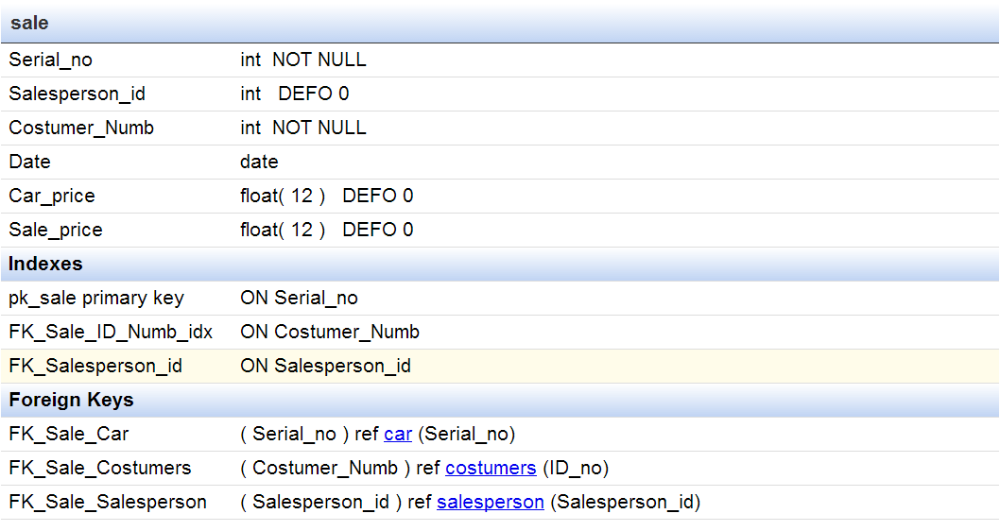 sale
Serial_no int NOT NULL
Salesperson_id int DEFO 0
Costumer_Numb int NOT NULL
Date date
Car_price float( 12 ) DEFO 0
Sale_price float( 12 ) DEFO 0
Indexes
pk_sale primary key ON Serial_no
FK_Sale_ID_Numb_idx ON Costumer_Numb
FK_Salesperson_id ON Salesperson_id
Foreign Keys
FK_Sale_Car ( Serial_no ) ref car (Serial_no)
FK_Sale_Costumers ( Costumer_Numb ) ref costumers (ID_no)
FK_Sale_Salesperson ( Salesperson_id ) ref salesperson (Salesperson_id)